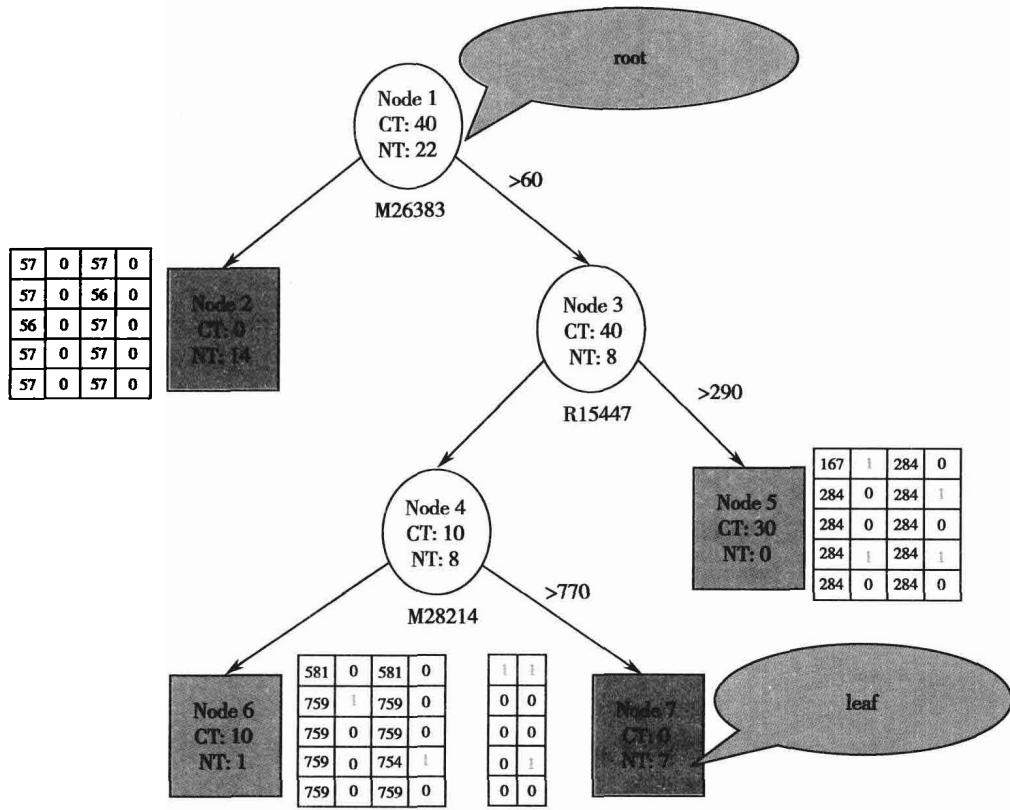 root
Node 1
CT: 40
NT: 22
>60
M26383
57 0 57 0
57 0 56 0
56 0 57 0
57 0 57 0
57 0 57 0
Node 2
CT: 0
NT: 14
Node 3
CT: 40
NT: 8
>290
R15447
Node 4
CT: 10
NT: 8
>770
M28214
Node 5
CT: 30
NT: 0
167 1 284 0
284 0 284 1
284 0 284 0
284 1 284 1
284 0 284 0
Node 6
CT: 10
NT: 1
581 0 581 0
759 1 759 0
759 0 759 0
759 0 754 1
759 0 759 0
1 1
0 0
0 0
0 1
0 0
Node 7
CT: 0
NT: 7
leaf